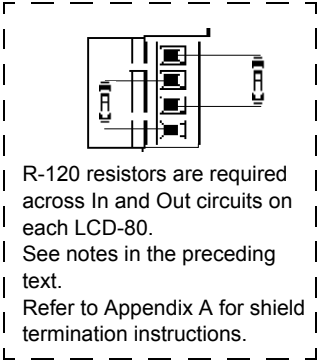 R-120 resistors are required
across In and Out circuits on
each LCD-80.
See notes in the preceding
text.
Refer to Appendix A for shield
termination instructions.